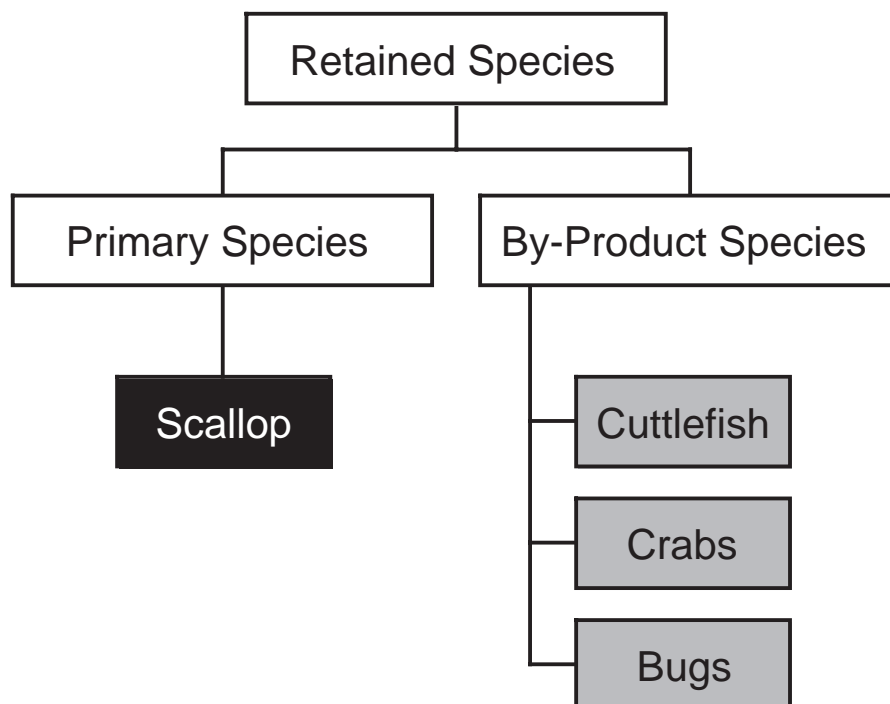 Retained Species
Primary Species
By-Product Species
Scallop
Cuttlefish
Crabs
Bugs